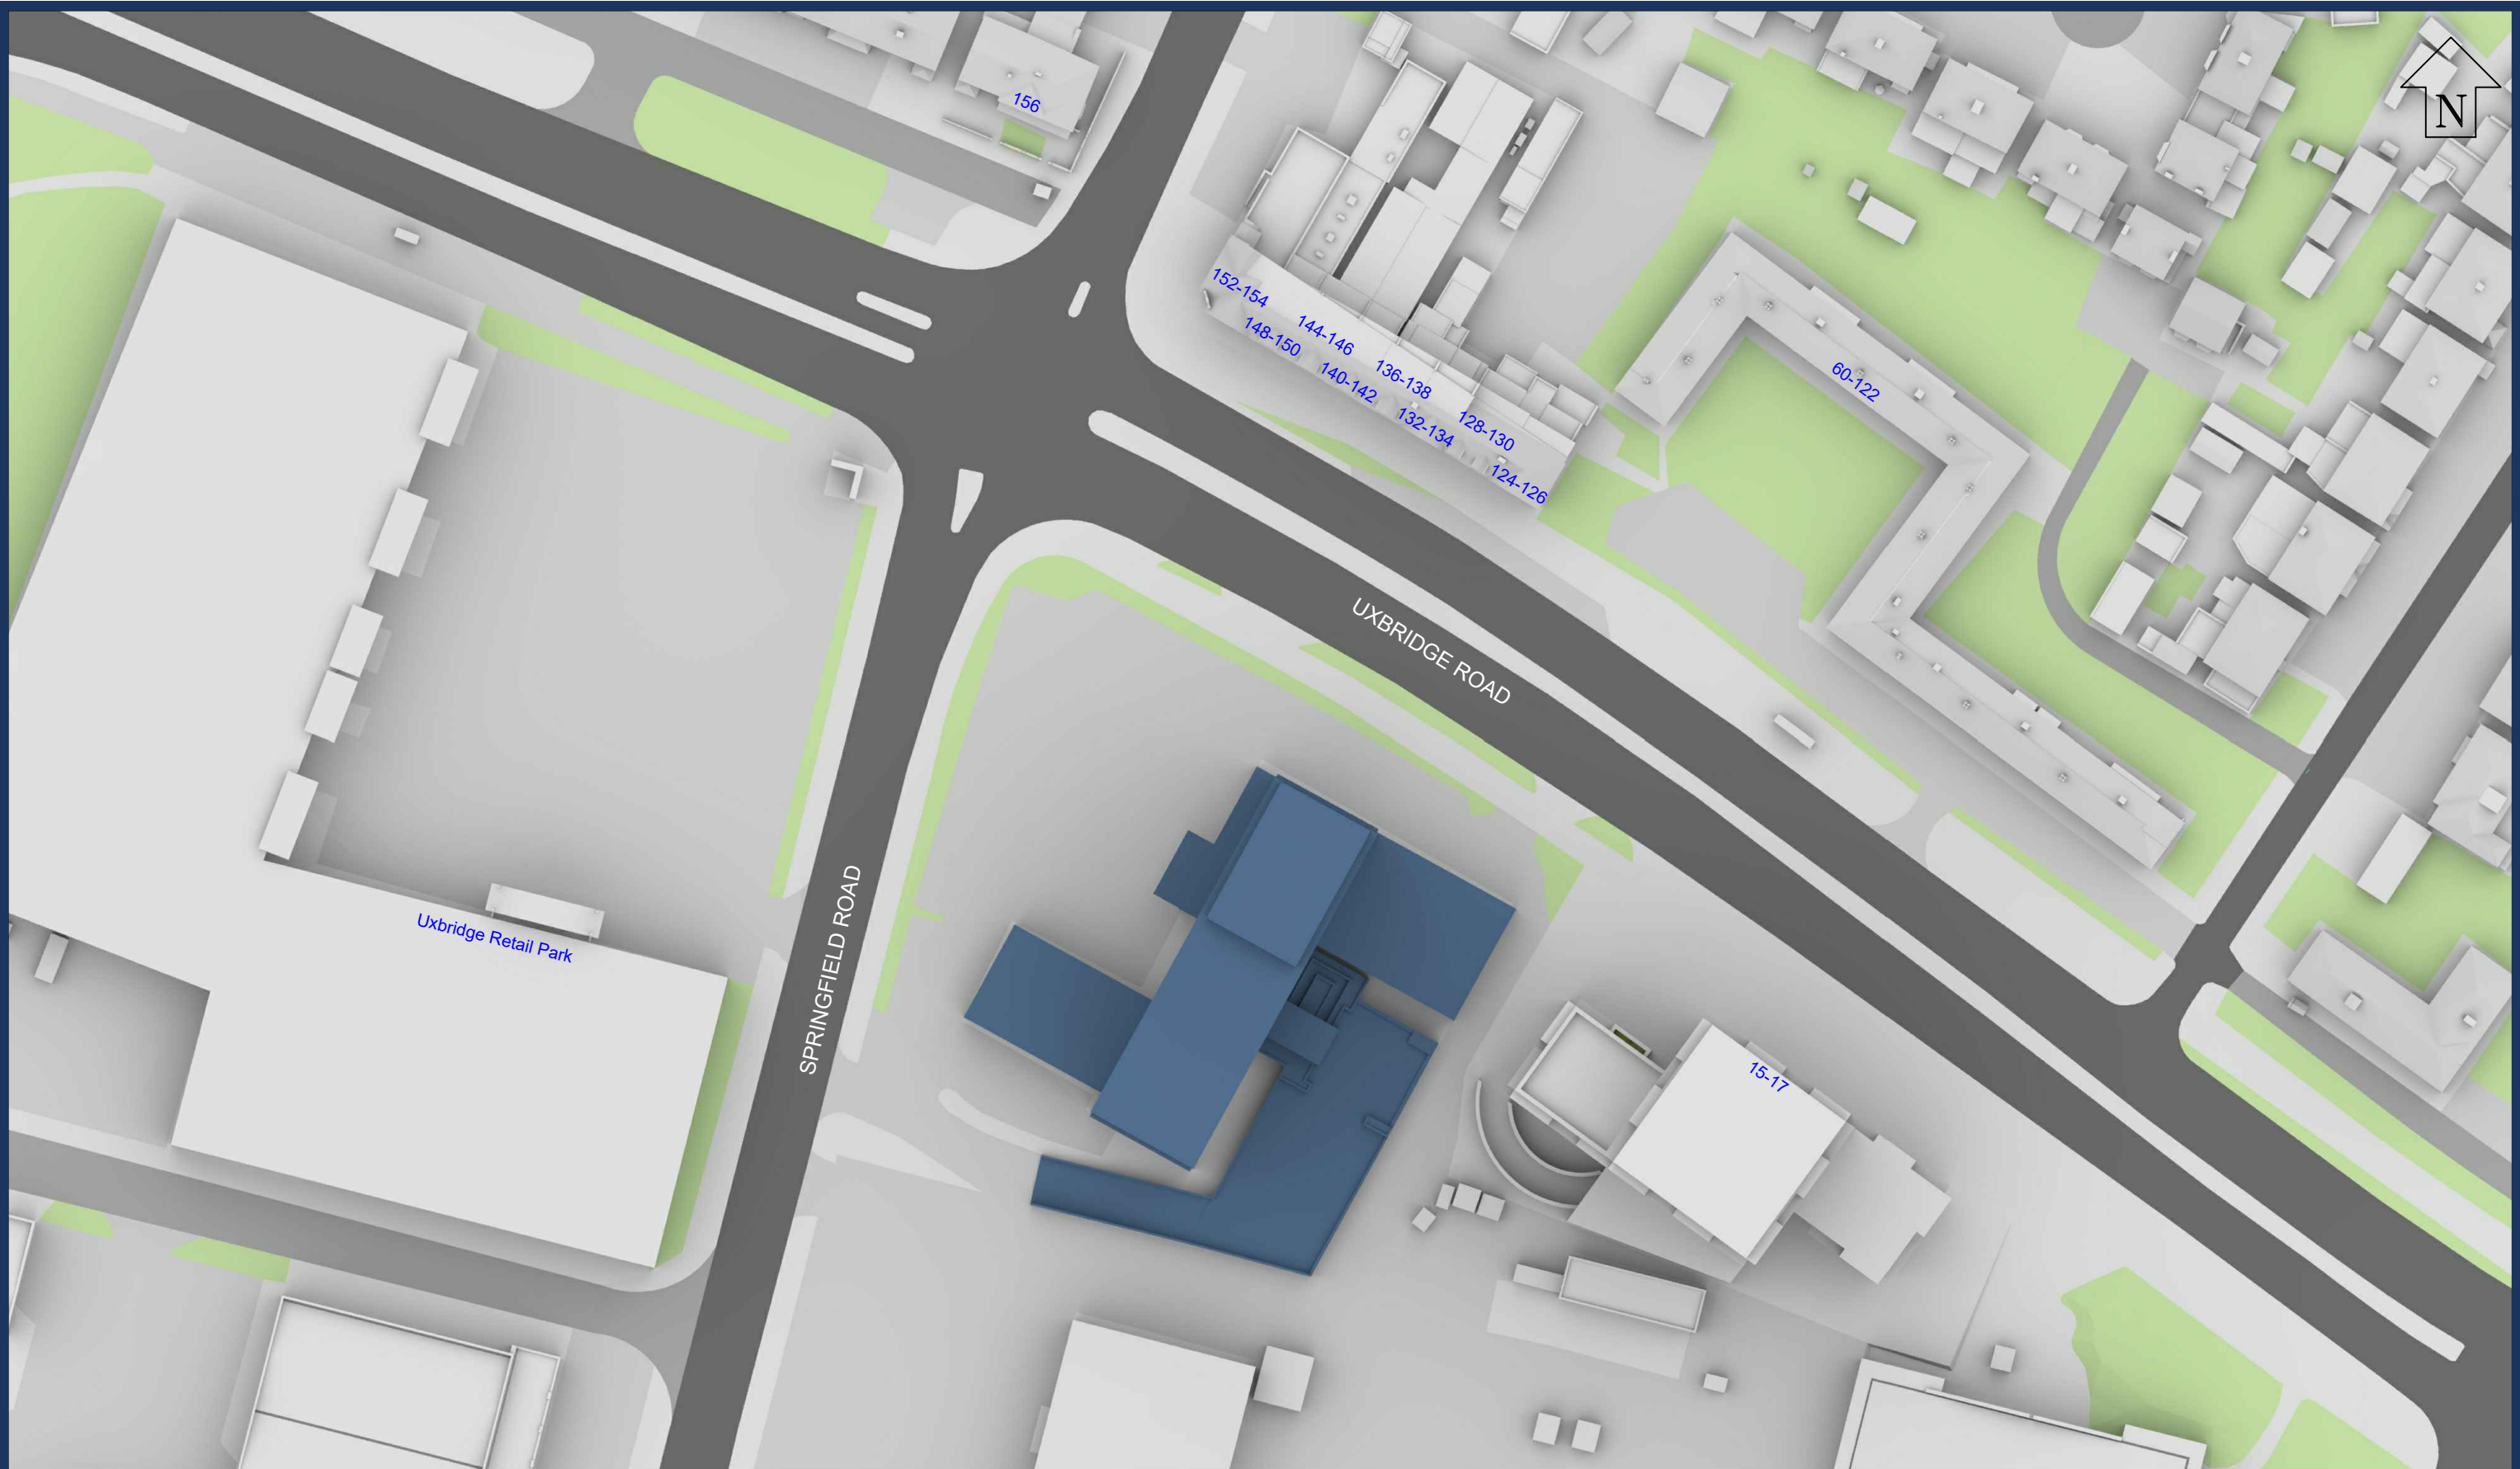 156
N
152-154
144-146
148-150
136-138
140-142
128-130
132-134
124-126
60-122
UXBRIDGE ROAD
SPRINGFIELD ROAD
Uxbridge Retail Park
15-17